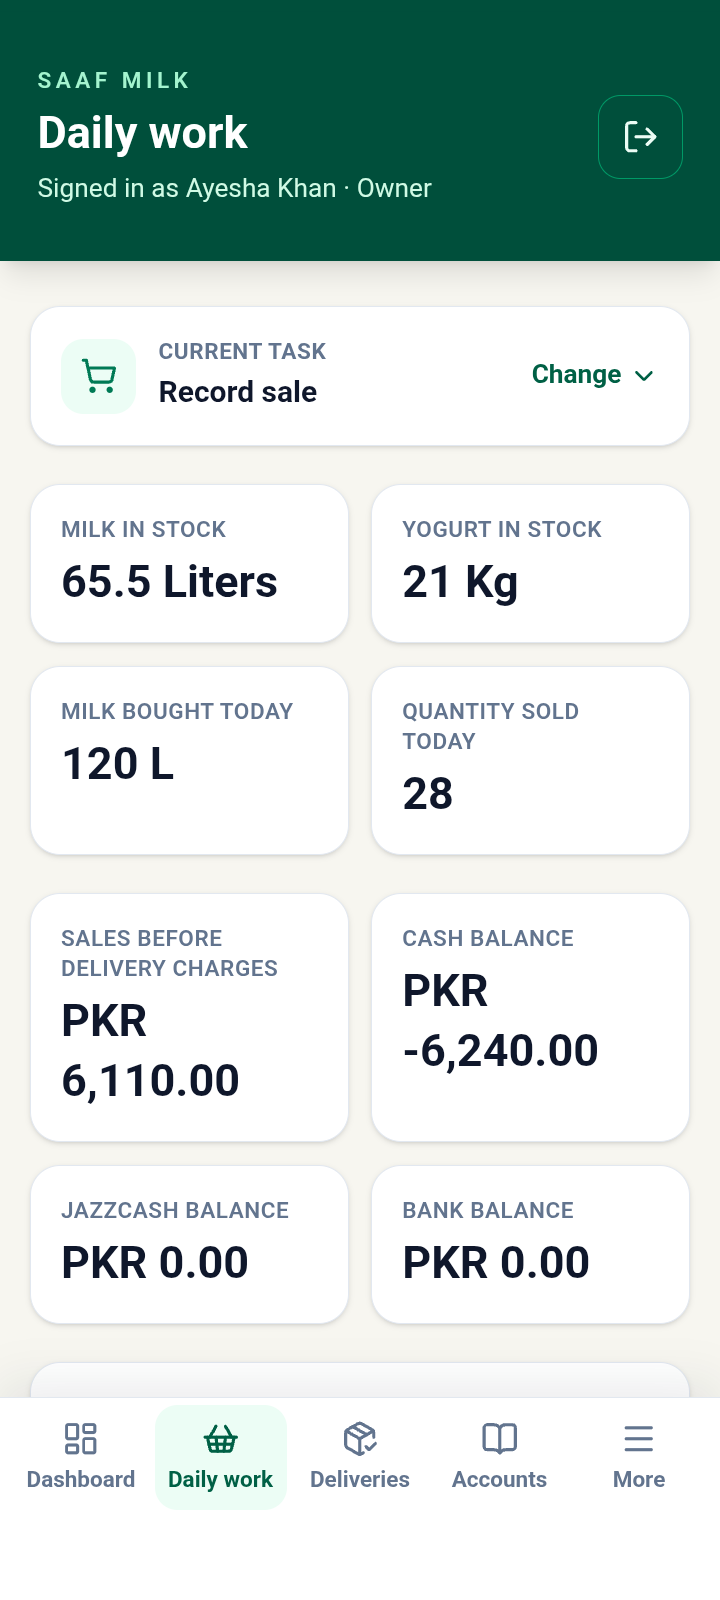 SAAF MILK
Daily work
Signed in as Ayesha Khan · Owner
CURRENT TASK
Record sale
Change
MILK IN STOCK
65.5 Liters
YOGURT IN STOCK
21 Kg
MILK BOUGHT TODAY
120 L
QUANTITY SOLD
TODAY
28
SALES BEFORE
DELIVERY CHARGES
PKR
6,110.00
CASH BALANCE
PKR
-6,240.00
JAZZCASH BALANCE
PKR 0.00
BANK BALANCE
PKR 0.00
Dashboard
Daily work
Deliveries
Accounts
More